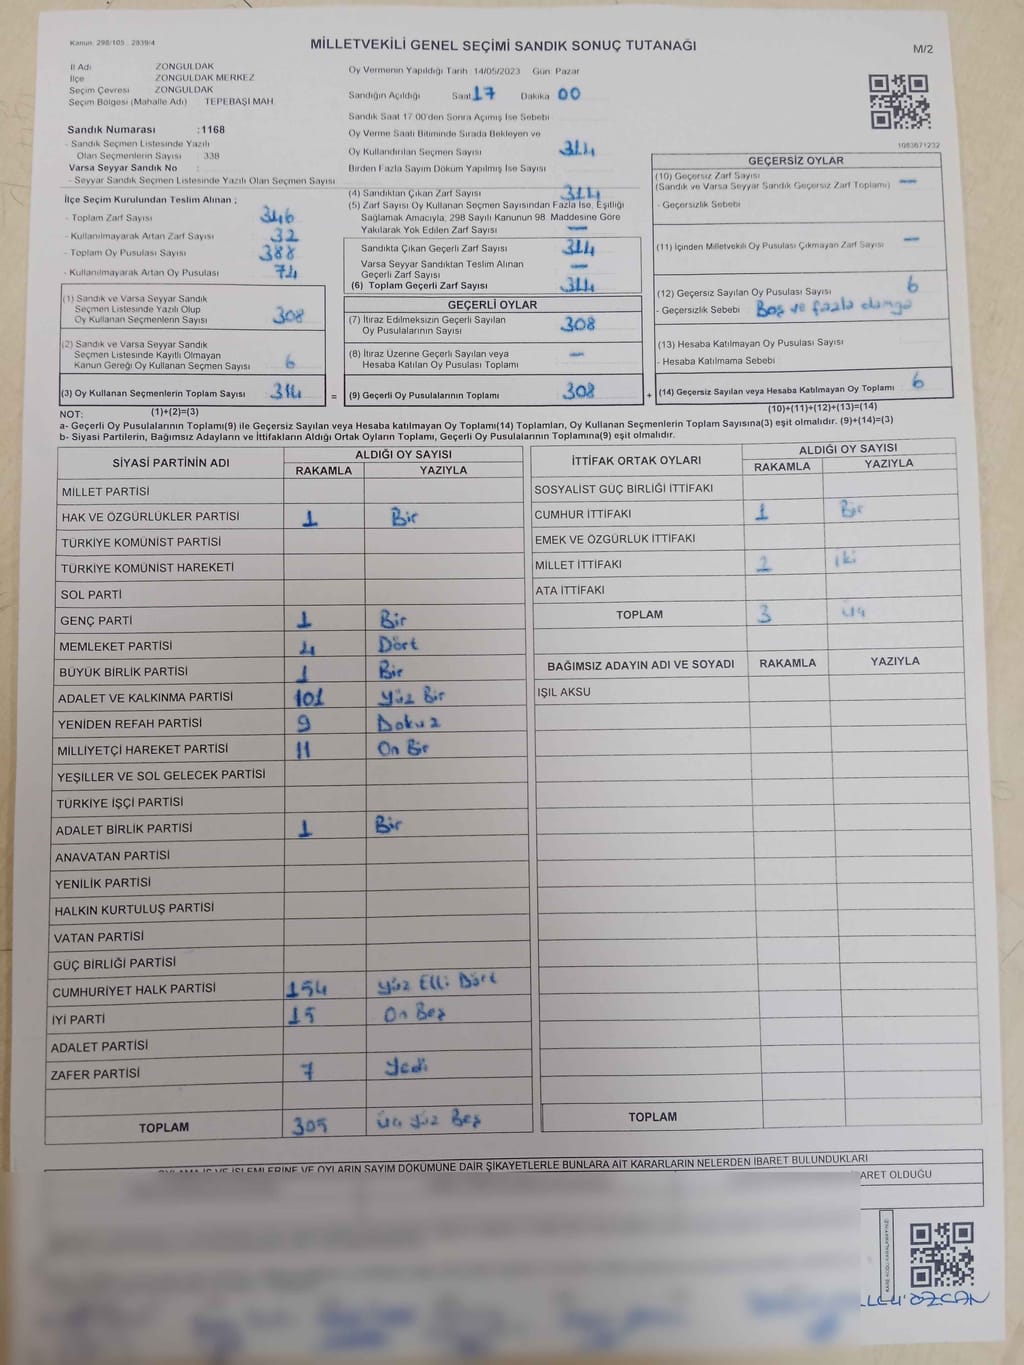 Kanun: 298/105 2839/4
MİLLETVEKİLİ GENEL SEÇİMİ SANDIK SONUÇ TUTANAĞI
M/2
İl Adı ZONGULDAK
İlçe ZONGULDAK MERKEZ
Seçim Çevresi ZONGULDAK
Seçim Bölgesi (Mahalle Adı) TEPEBAŞI MAH.
Sandık Numarası :1168
- Sandık Seçmen Listesinde Yazılı
Olan Seçmenlerin Sayısı : 338
Varsa Seyyar Sandık No :
- Seyyar Sandık Seçmen Listesinde Yazılı Olan Seçmen Sayısı
İlçe Seçim Kurulundan Teslim Alınan ;
- Toplam Zarf Sayısı 346
- Kullanılmayarak Artan Zarf Sayısı 32
- Toplam Oy Pusulası Sayısı 388
- Kullanılmayarak Artan Oy Pusulası 74
(1) Sandık ve Varsa Seyyar Sandık
Seçmen Listesinde Yazılı Olup
Oy Kullanan Seçmenlerin Sayısı 308
(2) Sandık ve Varsa Seyyar Sandık
Seçmen Listesinde Kayıtlı Olmayan
Kanun Gereği Oy Kullanan Seçmen Sayısı 6
(3) Oy Kullanan Seçmenlerin Toplam Sayısı 314
Oy Vermenin Yapıldığı Tarih 14/05/2023 Gün Pazar
Sandığın Açıldığı Saat 17 Dakika 00
Sandık Saat 17.00'den Sonra Açılmış İse Sebebi
Oy Verme Saati Bitiminde Sırada Bekleyen ve
Oy Kullandırılan Seçmen Sayısı 314
Birden Fazla Sayım Döküm Yapılmış İse Sayısı
(4) Sandıktan Çıkan Zarf Sayısı 314
(5) Zarf Sayısı Oy Kullanan Seçmen Sayısından Fazla İse, Eşitliği
Sağlamak Amacıyla, 298 Sayılı Kanunun 98. Maddesine Göre
Yakılarak Yok Edilen Zarf Sayısı —
Sandıkta Çıkan Geçerli Zarf Sayısı 314
Varsa Seyyar Sandıktan Teslim Alınan
Geçerli Zarf Sayısı —
(6) Toplam Geçerli Zarf Sayısı 314
GEÇERLİ OYLAR
(7) İtiraz Edilmeksizin Geçerli Sayılan
Oy Pusulalarının Sayısı 308
(8) İtiraz Üzerine Geçerli Sayılan veya
Hesaba Katılan Oy Pusulası Toplamı —
= (9) Geçerli Oy Pusulalarının Toplamı 308 +
1083671232
GEÇERSİZ OYLAR
(10) Geçersiz Zarf Sayısı —
(Sandık ve Varsa Seyyar Sandık Geçersiz Zarf Toplamı)
- Geçersizlik Sebebi
(11) İçinden Milletvekili Oy Pusulası Çıkmayan Zarf Sayısı —
(12) Geçersiz Sayılan Oy Pusulası Sayısı 6
- Geçersizlik Sebebi : Boş ve fazla damga
(13) Hesaba Katılmayan Oy Pusulası Sayısı
- Hesaba Katılmama Sebebi
(14) Geçersiz Sayılan veya Hesaba Katılmayan Oy Toplamı 6
NOT: (1)+(2)=(3) (10)+(11)+(12)+(13)=(14)
a- Geçerli Oy Pusulalarının Toplamı(9) ile Geçersiz Sayılan veya Hesaba katılmayan Oy Toplamı(14) Toplamları, Oy Kullanan Seçmenlerin Toplam Sayısına(3) eşit olmalıdır. (9)+(14)=(3)
b- Siyasi Partilerin, Bağımsız Adayların ve İttifakların Aldığı Ortak Oyların Toplamı, Geçerli Oy Pusulalarının Toplamına(9) eşit olmalıdır.
SİYASİ PARTİNİN ADI ALDIĞI OY SAYISI
RAKAMLA YAZIYLA
MİLLET PARTİSİ
HAK VE ÖZGÜRLÜKLER PARTİSİ 1 Bir
TÜRKİYE KOMÜNİST PARTİSİ
TÜRKİYE KOMÜNİST HAREKETİ
SOL PARTİ
GENÇ PARTİ 1 Bir
MEMLEKET PARTİSİ 4 Dört
BÜYÜK BİRLİK PARTİSİ 1 Bir
ADALET VE KALKINMA PARTİSİ 101 Yüz Bir
YENİDEN REFAH PARTİSİ 9 Dokuz
MİLLİYETÇİ HAREKET PARTİSİ 11 On Bir
YEŞİLLER VE SOL GELECEK PARTİSİ
TÜRKİYE İŞÇİ PARTİSİ
ADALET BİRLİK PARTİSİ 1 Bir
ANAVATAN PARTİSİ
YENİLİK PARTİSİ
HALKIN KURTULUŞ PARTİSİ
VATAN PARTİSİ
GÜÇ BİRLİĞİ PARTİSİ
CUMHURİYET HALK PARTİSİ 154 Yüz Elli Dört
İYİ PARTİ 15 On Beş
ADALET PARTİSİ
ZAFER PARTİSİ 7 Yedi
TOPLAM 305 Üç Yüz Beş
İTTİFAK ORTAK OYLARI ALDIĞI OY SAYISI
RAKAMLA YAZIYLA
SOSYALİST GÜÇ BİRLİĞİ İTTİFAKI
CUMHUR İTTİFAKI 1 Bir
EMEK VE ÖZGÜRLÜK İTTİFAKI
MİLLET İTTİFAKI 2 İki
ATA İTTİFAKI
TOPLAM 3 Üç
BAĞIMSIZ ADAYIN ADI VE SOYADI RAKAMLA YAZIYLA
IŞIL AKSU
TOPLAM
OYLAMA İŞ VE İŞLEMLERİNE VE OYLARIN SAYIM DÖKÜMÜNE DAİR ŞİKAYETLERLE BUNLARA AİT KARARLARIN NELERDEN İBARET BULUNDUKLARI
BARET OLDUĞU
ÖZCAN